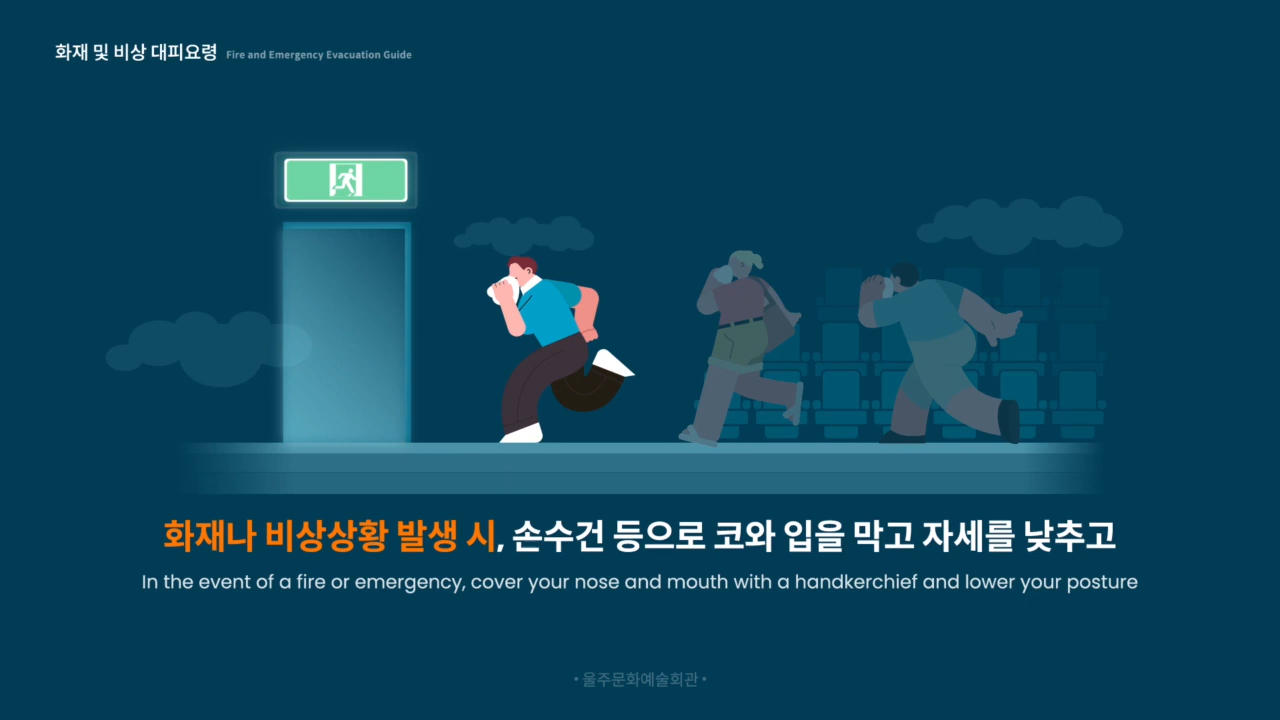 화재 및 비상 대피요령 Fire and Emergency Evacuation Guide
화재나 비상상황 발생 시, 손수건 등으로 코와 입을 막고 자세를 낮추고
In the event of a fire or emergency, cover your nose and mouth with a handkerchief and lower your posture
• 울주문화예술회관 •